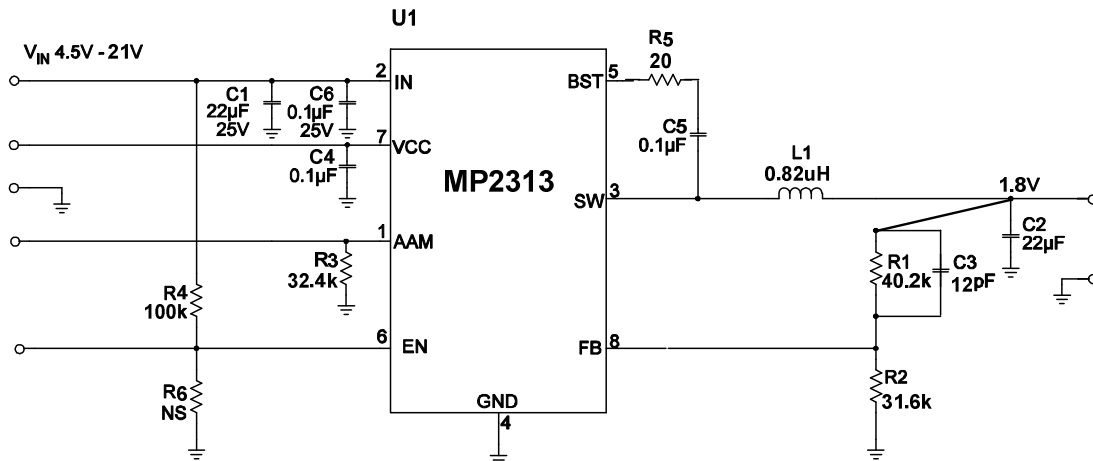 U1
V_IN 4.5V - 21V
R5
20
2
IN
BST
5
C1
22µF
25V
C6
0.1µF
25V
7
VCC
C5
0.1µF
C4
0.1µF
MP2313
L1
0.82uH
SW
3
1.8V
1
AAM
C2
22µF
R3
32.4k
R1
40.2k
C3
12pF
R4
100k
6
EN
FB
8
R6
NS
R2
31.6k
GND
4